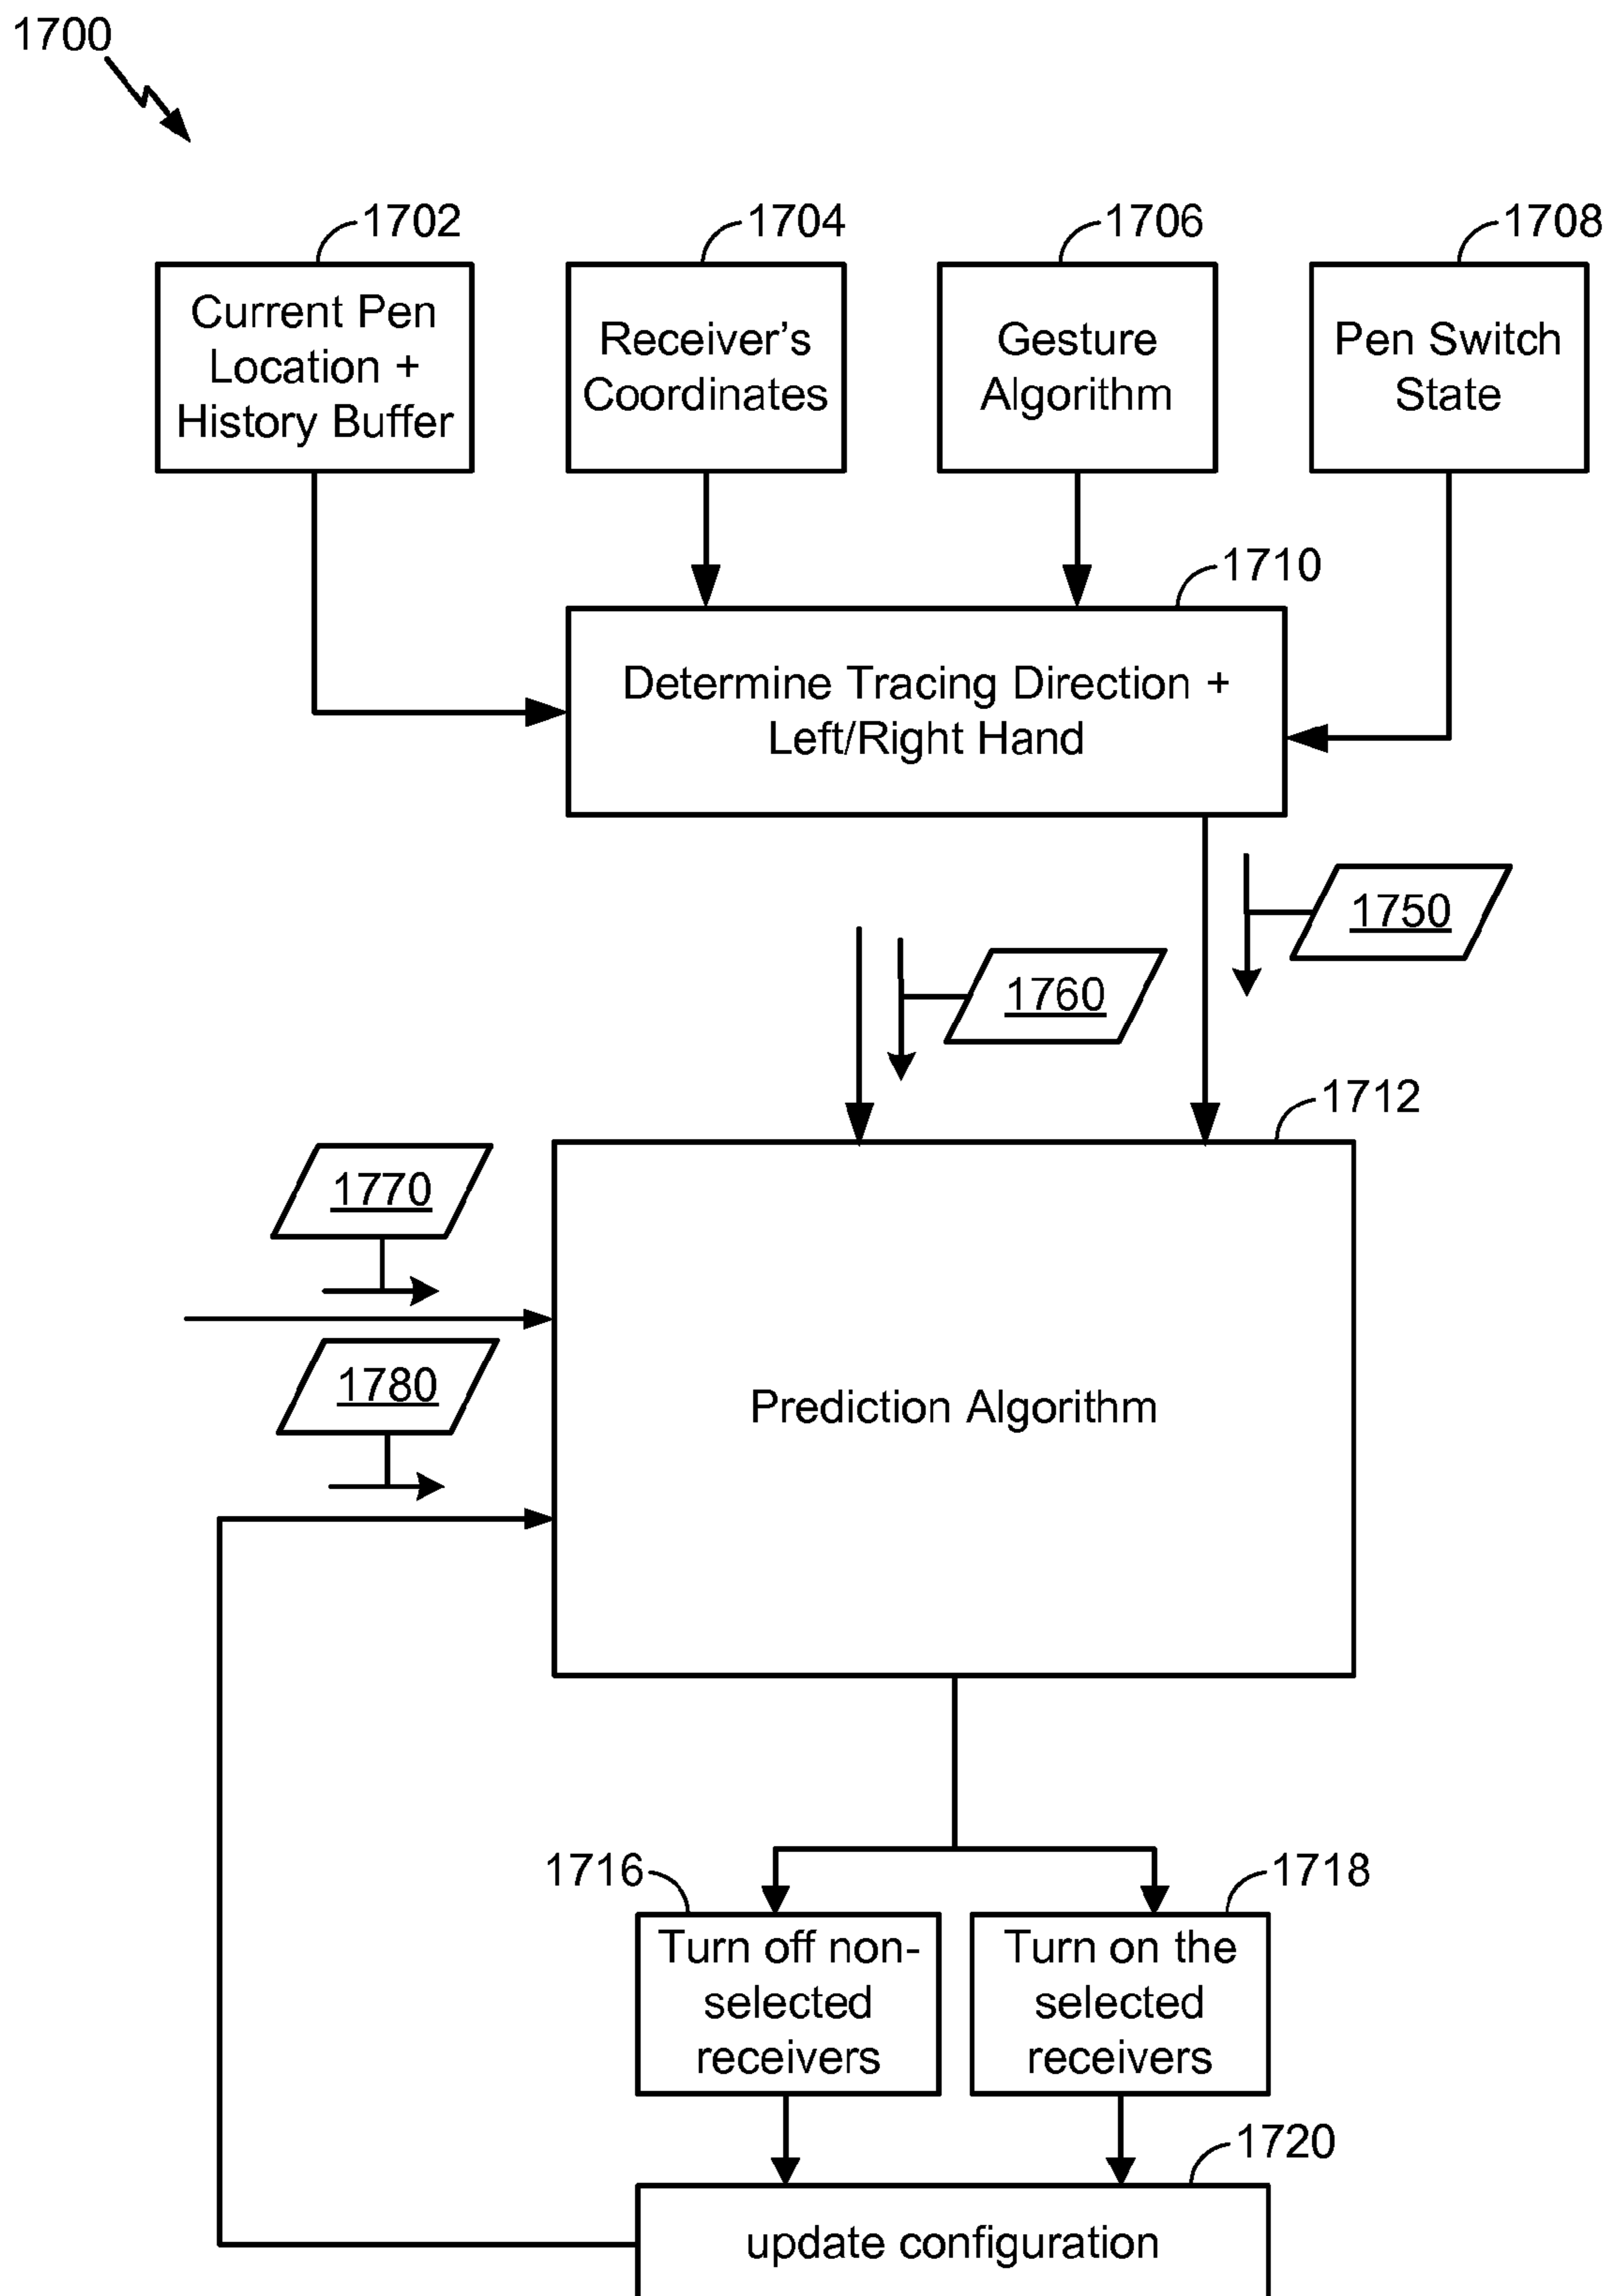 1700
1702
1704
1706
1708
Current Pen
Location +
History Buffer
Receiver's
Coordinates
Gesture
Algorithm
Pen Switch
State
1710
Determine Tracing Direction +
Left/Right Hand
1750
1760
1712
1770
1780
Prediction Algorithm
1716
1718
Turn off non-
selected
receivers
Turn on the
selected
receivers
1720
update configuration